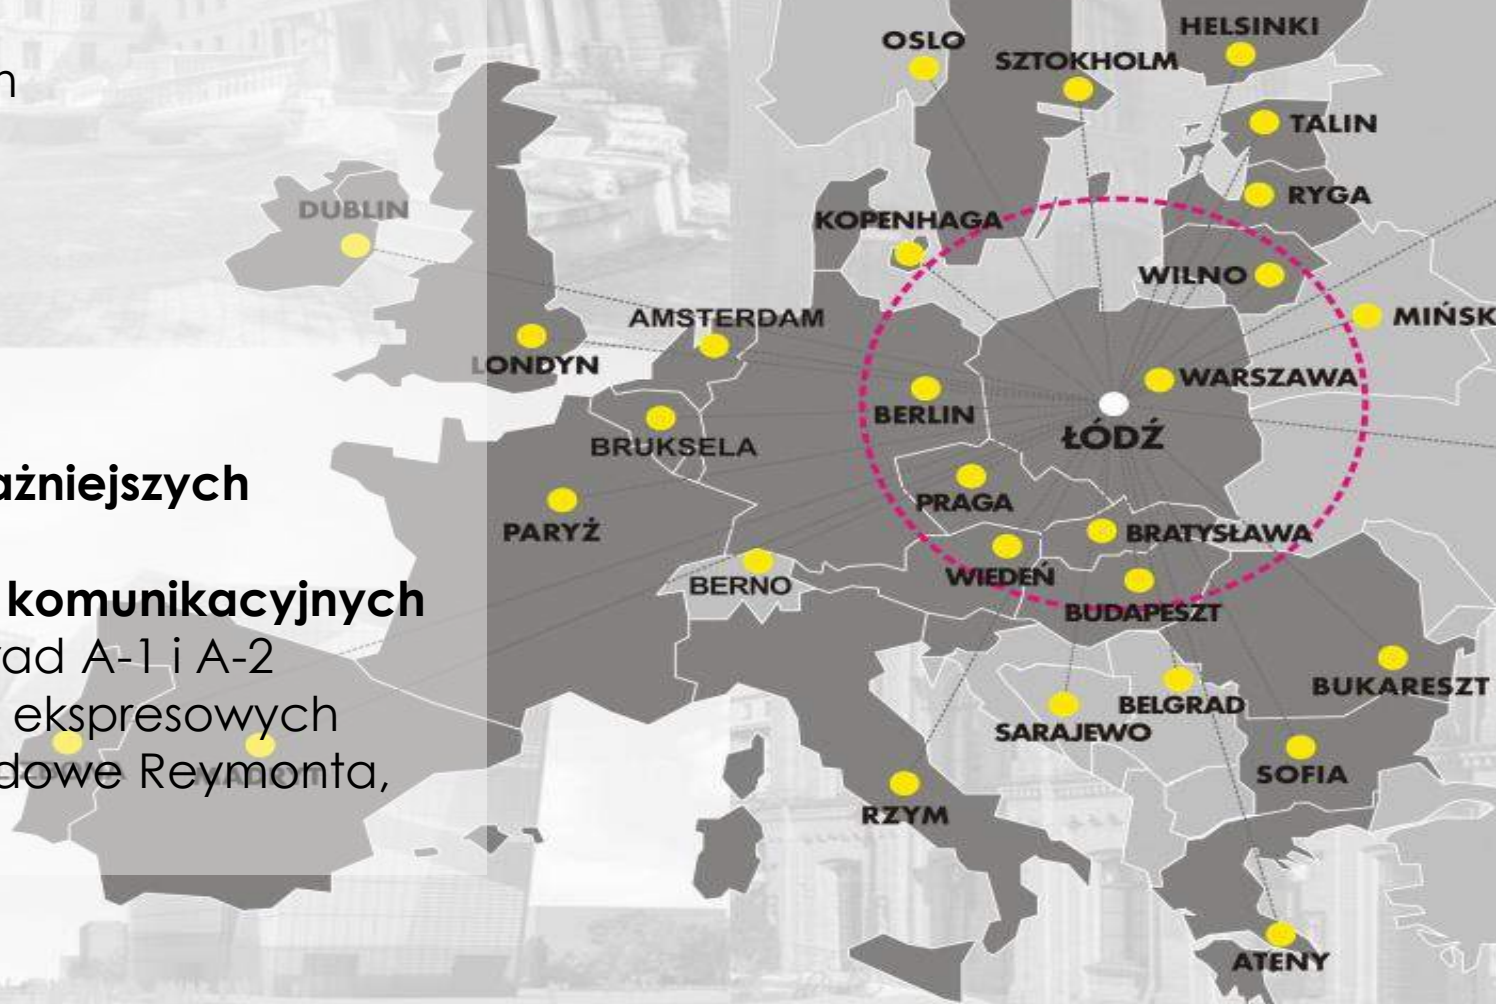 ażniejszych
komunikacyjnych
rad A-1 i A-2
ekspresowych
dowe Reymonta,
OSLO
HELSINKI
SZTOKHOLM
TALIN
RYGA
DUBLIN
KOPENHAGA
WILNO
MIŃSK
AMSTERDAM
LONDYN
WARSZAWA
BERLIN
ŁÓDŹ
BRUKSELA
PRAGA
PARYŻ
BRATYSŁAWA
WIEDEŃ
BERNO
BUDAPESZT
BUKARESZT
BELGRAD
SARAJEWO
SOFIA
MADRYT
RZYM
ATENY